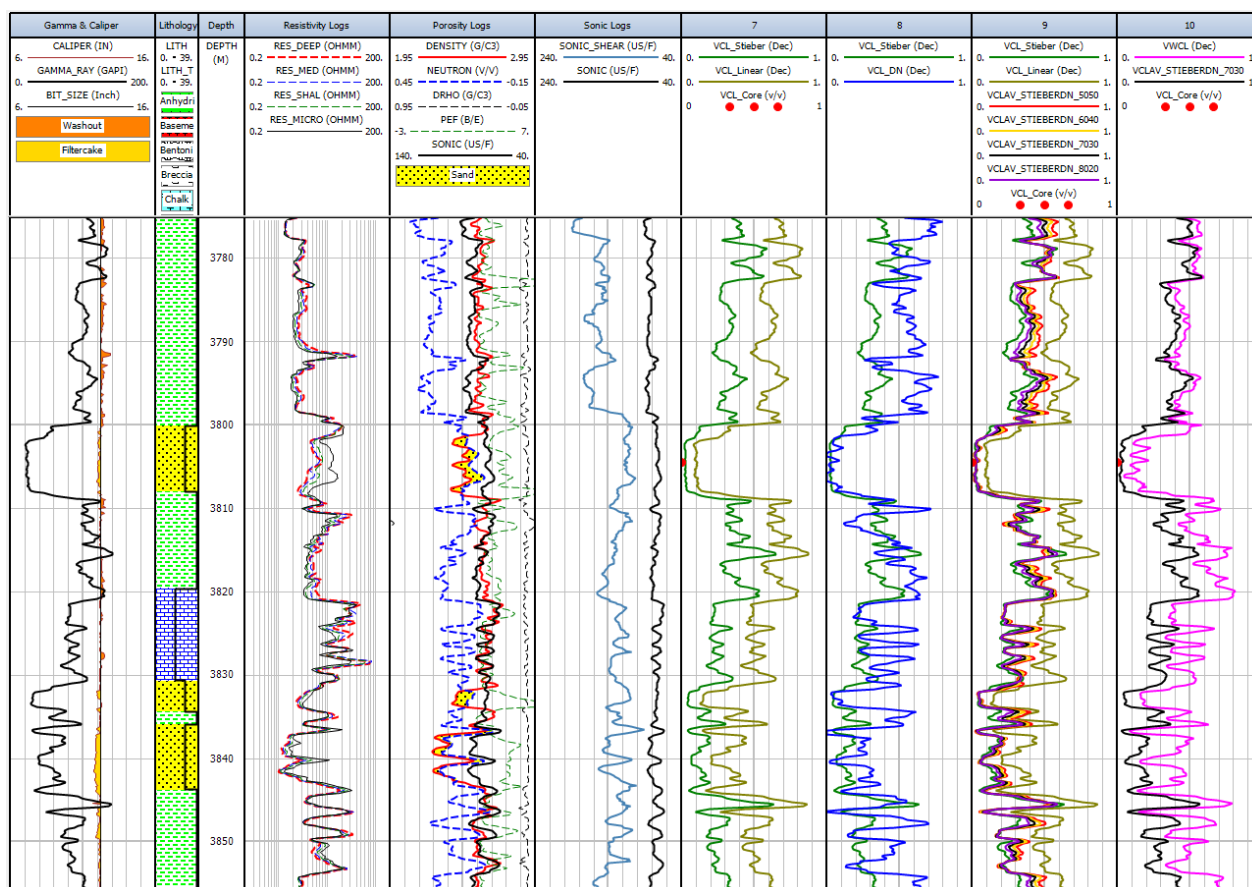 Gamma & Caliper
CALIPER (IN)
6. 16.
GAMMA_RAY (GAPI)
0. 200.
BIT_SIZE (Inch)
6. 16.
Washout
Filtercake
Lithology
LITH
0. - 39.
LITH_T
0. - 39.
Anhydri
Baseme
Bentoni
Breccia
Chalk
Depth
DEPTH
(M)
Resistivity Logs
RES_DEEP (OHMM)
0.2 200.
RES_MED (OHMM)
0.2 200.
RES_SHAL (OHMM)
0.2 200.
RES_MICRO (OHMM)
0.2 200.
Porosity Logs
DENSITY (G/C3)
1.95 2.95
NEUTRON (V/V)
0.45 -0.15
DRHO (G/C3)
0.95 -0.05
PEF (B/E)
-3. 7.
SONIC (US/F)
140. 40.
Sand
Sonic Logs
SONIC_SHEAR (US/F)
240. 40.
SONIC (US/F)
240. 40.
7
VCL_Stieber (Dec)
0. 1.
VCL_Linear (Dec)
0. 1.
VCL_Core (v/v)
0 1
8
VCL_Stieber (Dec)
0. 1.
VCL_DN (Dec)
0. 1.
9
VCL_Stieber (Dec)
0. 1.
VCL_Linear (Dec)
0. 1.
VCLAV_STIEBERDN_5050
0. 1.
VCLAV_STIEBERDN_6040
0. 1.
VCLAV_STIEBERDN_7030
0. 1.
VCLAV_STIEBERDN_8020
0. 1.
VCL_Core (v/v)
0 1
10
VWCL (Dec)
0. 1.
VCLAV_STIEBERDN_7030
0. 1.
VCL_Core (v/v)
0 1
3780
3790
3800
3810
3820
3830
3840
3850